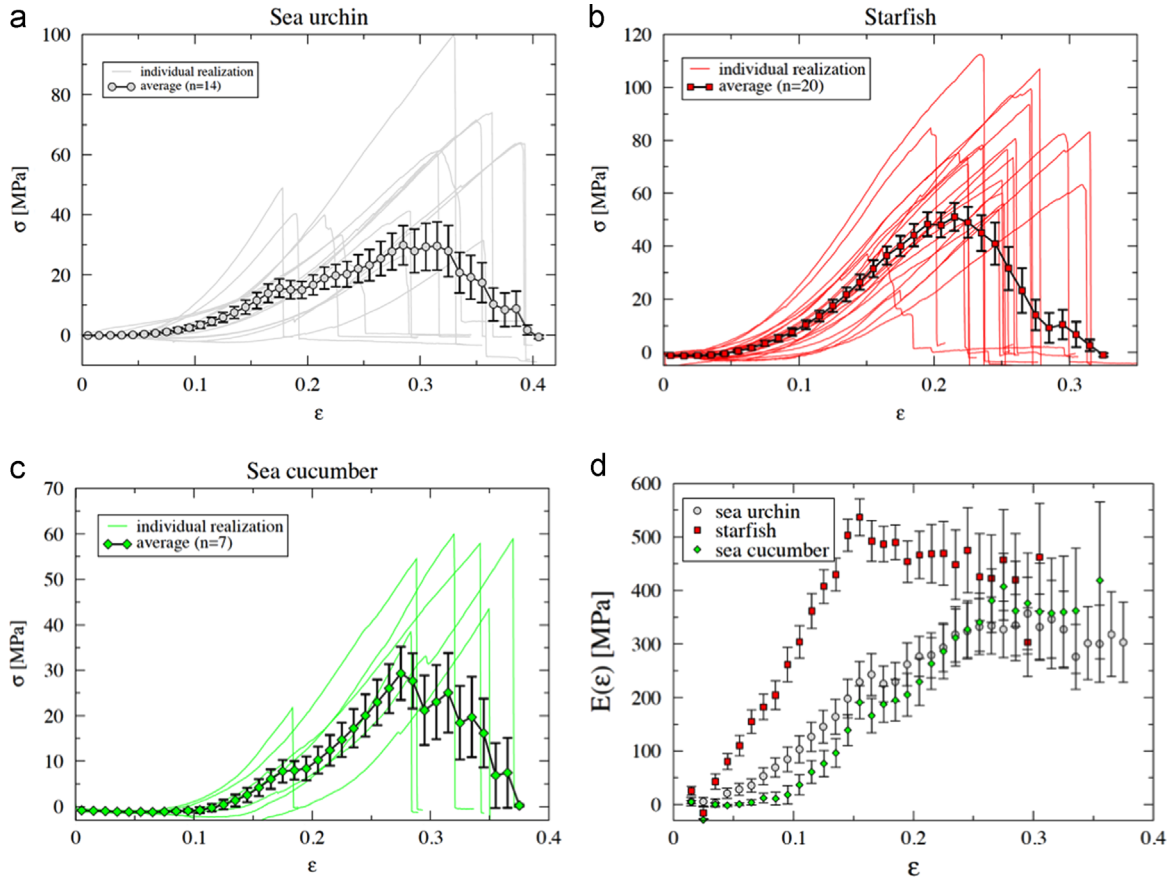 a
Sea urchin
100
80
60
40
20
0
σ [MPa]
individual realization
average (n=14)
0
0.1
0.2
0.3
0.4
ε
b
Starfish
120
100
80
60
40
20
0
σ [MPa]
individual realization
average (n=20)
0.1
0.2
0.3
ε
c
Sea cucumber
70
60
50
40
30
20
10
0
σ [MPa]
individual realization
average (n=7)
0
0.1
0.2
0.3
0.4
ε
d
600
500
400
300
200
100
0
E(ε) [MPa]
sea urchin
starfish
sea cucumber
0
0.1
0.2
0.3
0.4
ε